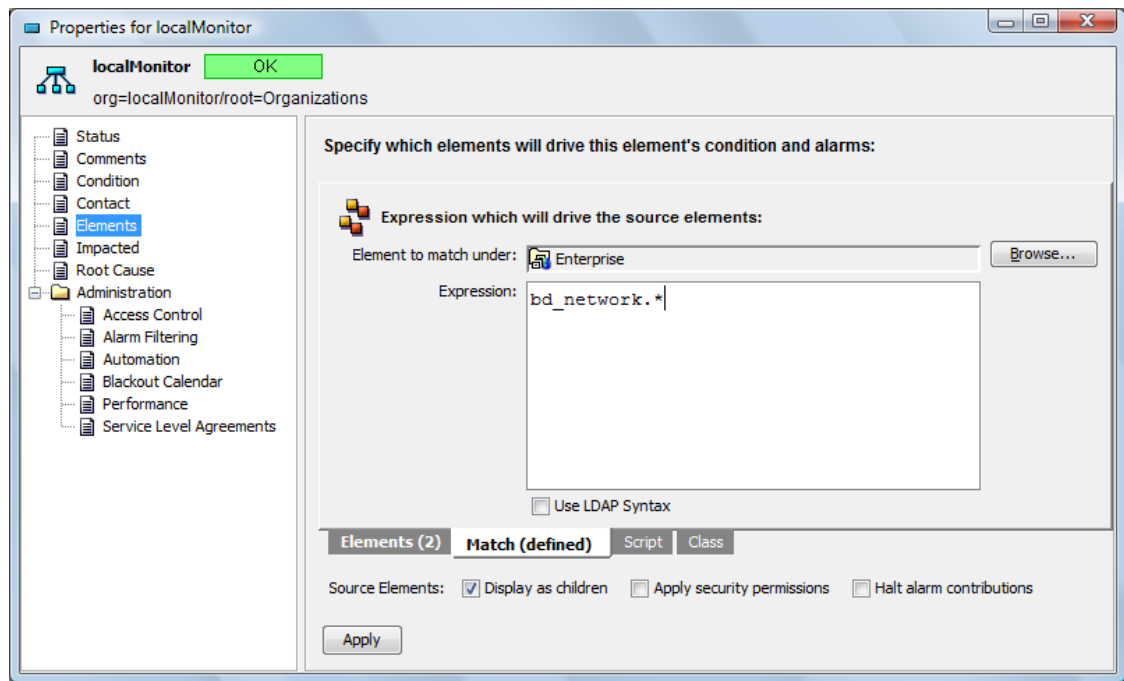 Properties for localMonitor
localMonitor OK
org=localMonitor/root=Organizations
Status
Comments
Condition
Contact
Elements
Impacted
Root Cause
Administration
Access Control
Alarm Filtering
Automation
Blackout Calendar
Performance
Service Level Agreements
Specify which elements will drive this element's condition and alarms:
Expression which will drive the source elements:
Element to match under: Enterprise Browse...
Expression: bd_network.*
Use LDAP Syntax
Elements (2) Match (defined) Script Class
Source Elements: Display as children Apply security permissions Halt alarm contributions
Apply